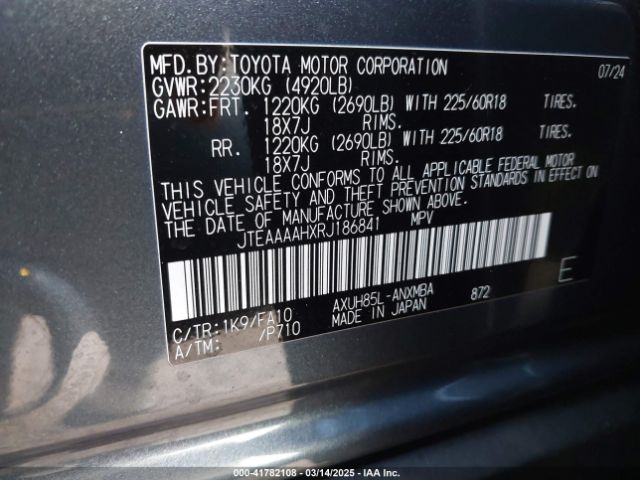 MFD.BY:TOYOTA MOTOR CORPORATION 07/24
GVWR:2230KG (4920LB)
GAWR:FRT. 1220KG (2690LB) WITH 225/60R18 TIRES.
18X7J RIMS.
RR. 1220KG (2690LB) WITH 225/60R18 TIRES.
18X7J RIMS.
THIS VEHICLE CONFORMS TO ALL APPLICABLE FEDERAL MOTOR
VEHICLE SAFETY AND THEFT PREVENTION STANDARDS IN EFFECT ON
THE DATE OF MANUFACTURE SHOWN ABOVE.
JTEAAAAHXRJ186841 MPV
E
C/TR:1K9/FA10 AXUH85L-ANXMBA 872
A/TM: /P710 MADE IN JAPAN
OWNER: 0000 - 41782108 - 03/14/2025 - IAA Inc.